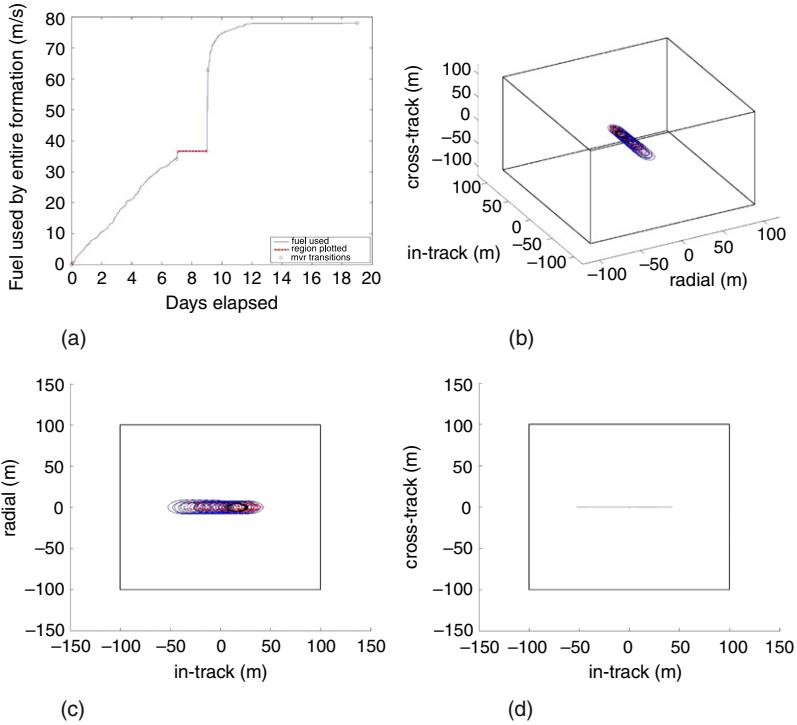 Fuel used by entire formation (m/s)
80
70
60
50
40
30
20
10
0
fuel used
region plotted
mvr transitions
0 2 4 6 8 10 12 14 16 18 20
Days elapsed
(a)
cross-track (m)
100
50
0
−50
−100
100
50
0
−50
−100
in-track (m)
−100
−50
0
50
100
radial (m)
(b)
radial (m)
150
100
50
0
−50
−100
−150
−150 −100 −50 0 50 100 150
in-track (m)
(c)
cross-track (m)
150
100
50
0
−50
−100
−150
−150 −100 −50 0 50 100 150
in-track (m)
(d)